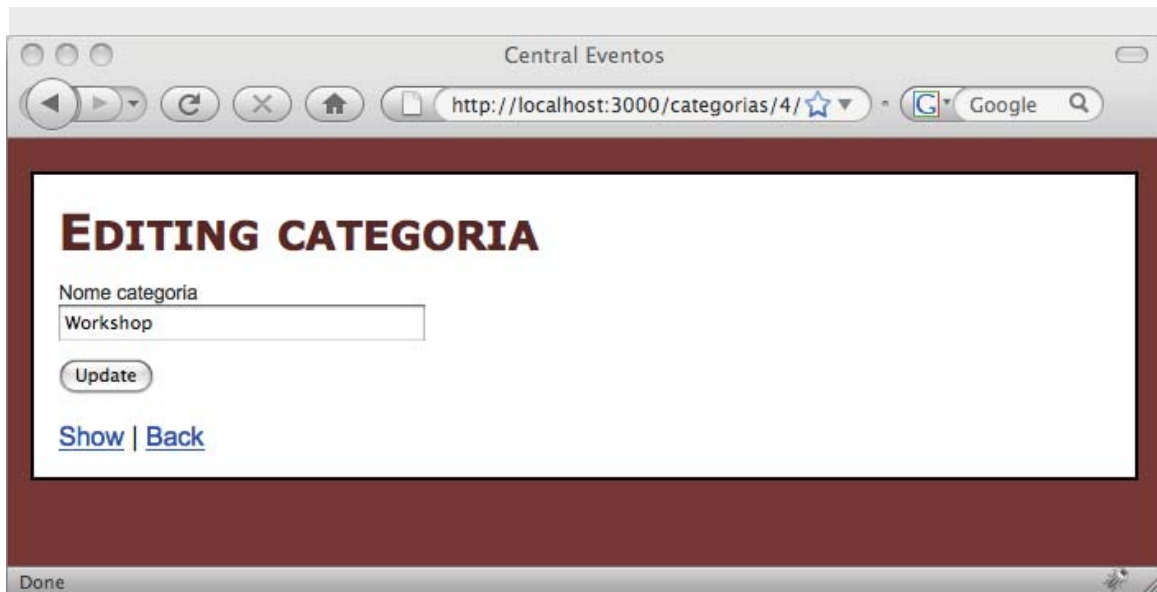 Central Eventos
http://localhost:3000/categorias/4/
G Google
EDITING CATEGORIA
Nome categoria
Workshop
Update
Show | Back
Done